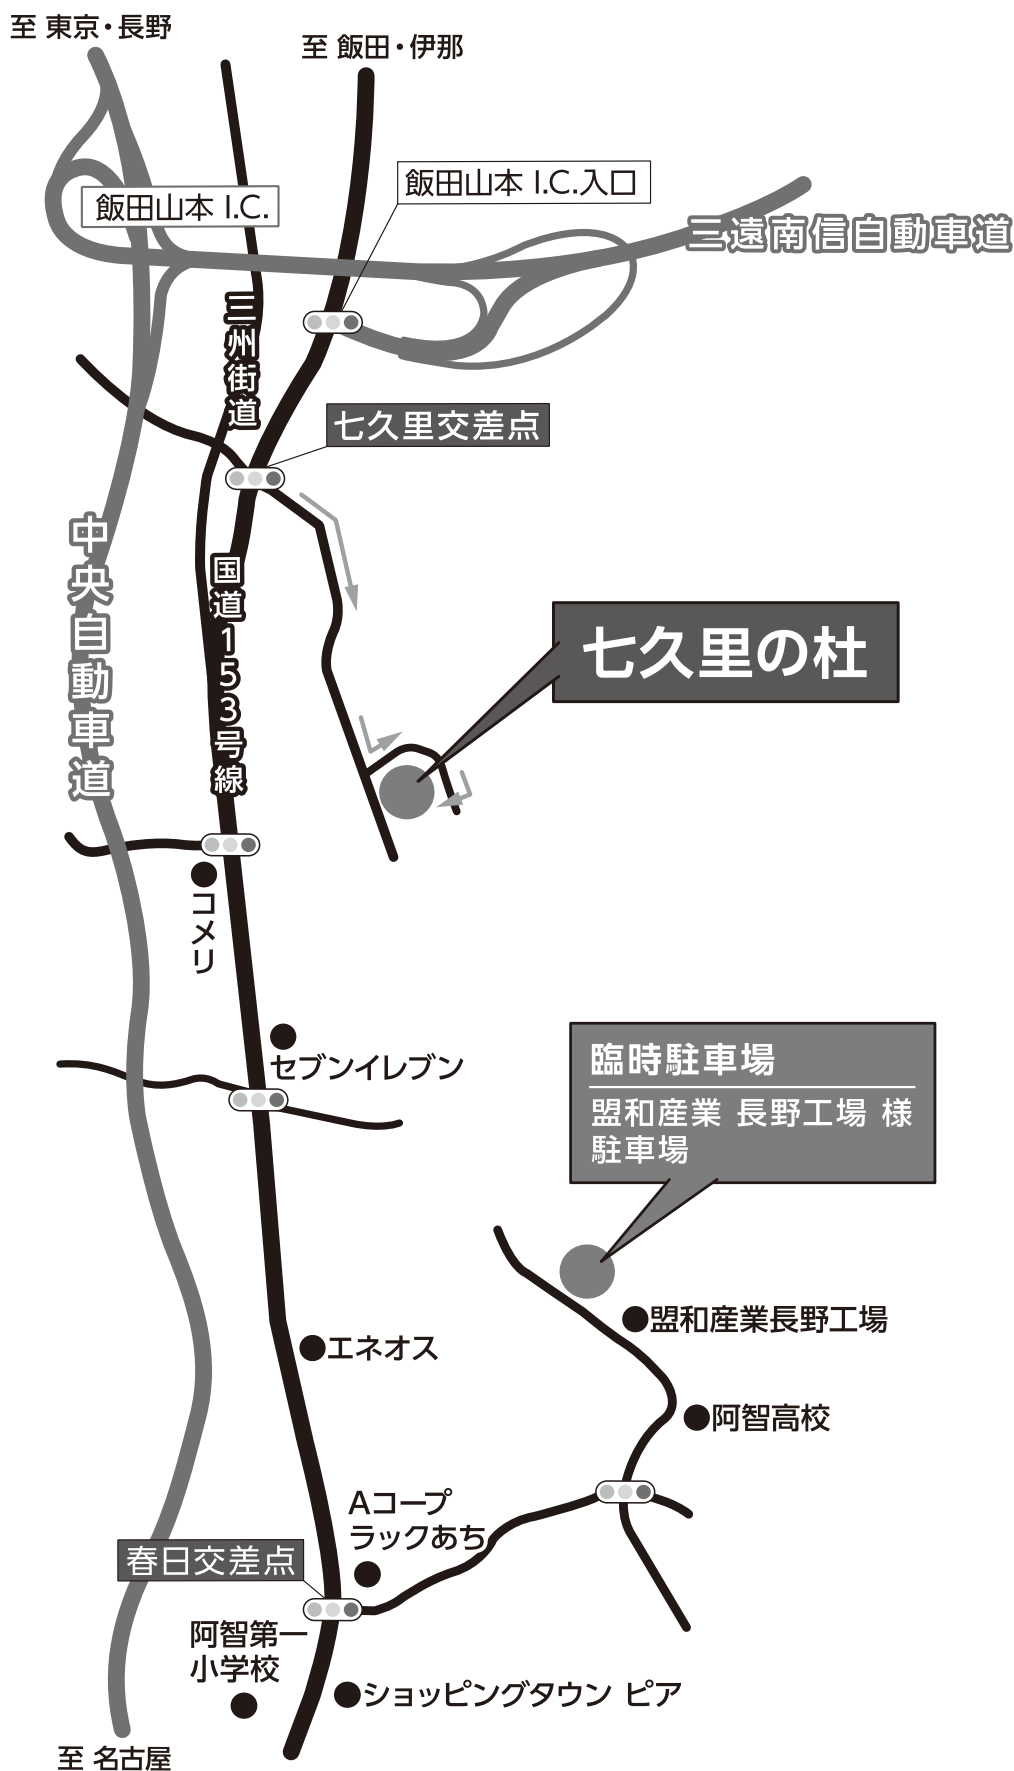 至 東京・長野
至 飯田・伊那
飯田山本 I.C.入口
飯田山本 I.C.
三遠南信自動車道
三州街道
七久里交差点
中央自動車道
国道153号線
七久里の杜
コメリ
セブンイレブン
臨時駐車場
盟和産業 長野工場 様
駐車場
盟和産業長野工場
エネオス
阿智高校
Aコープ
ラックあち
春日交差点
阿智第一
小学校
ショッピングタウン ピア
至 名古屋